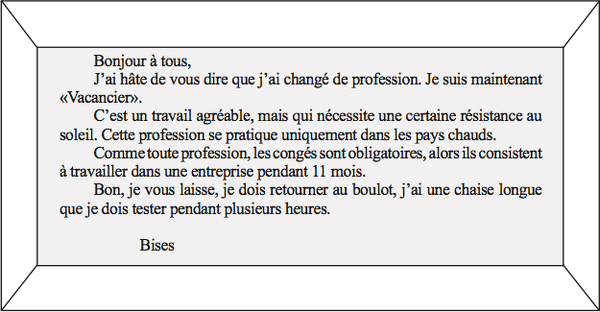 Bonjour à tous,
J'ai hâte de vous dire que j'ai changé de profession. Je suis maintenant
«Vacancier».
C'est un travail agréable, mais qui nécessite une certaine résistance au
soleil. Cette profession se pratique uniquement dans les pays chauds.
Comme toute profession, les congés sont obligatoires, alors ils consistent
à travailler dans une entreprise pendant 11 mois.
Bon, je vous laisse, je dois retourner au boulot, j'ai une chaise longue
que je dois tester pendant plusieurs heures.
Bises